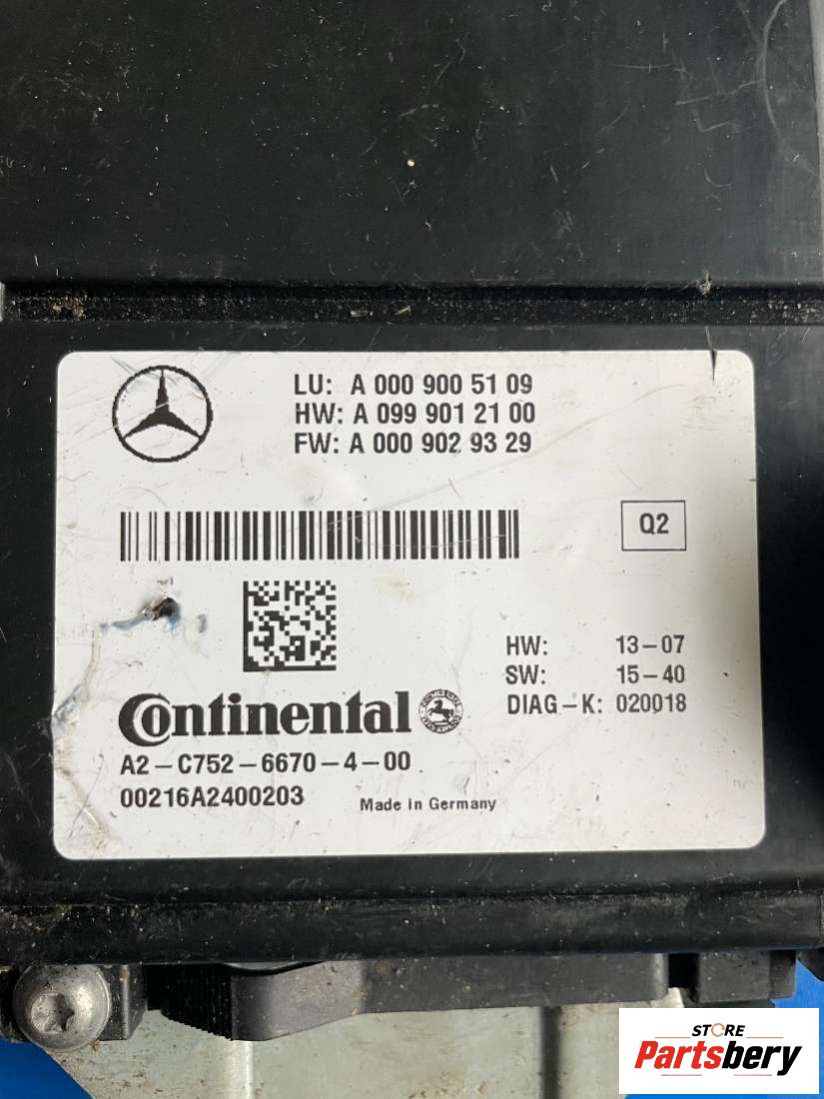 LU: A 000 900 51 09
HW: A 099 901 21 00
FW: A 000 902 93 29
Q2
HW: 13-07
SW: 15-40
DIAG-K: 020018
Continental
A2-C752-6670-4-00
00216A2400203
Made in Germany
STORE
Partsbery